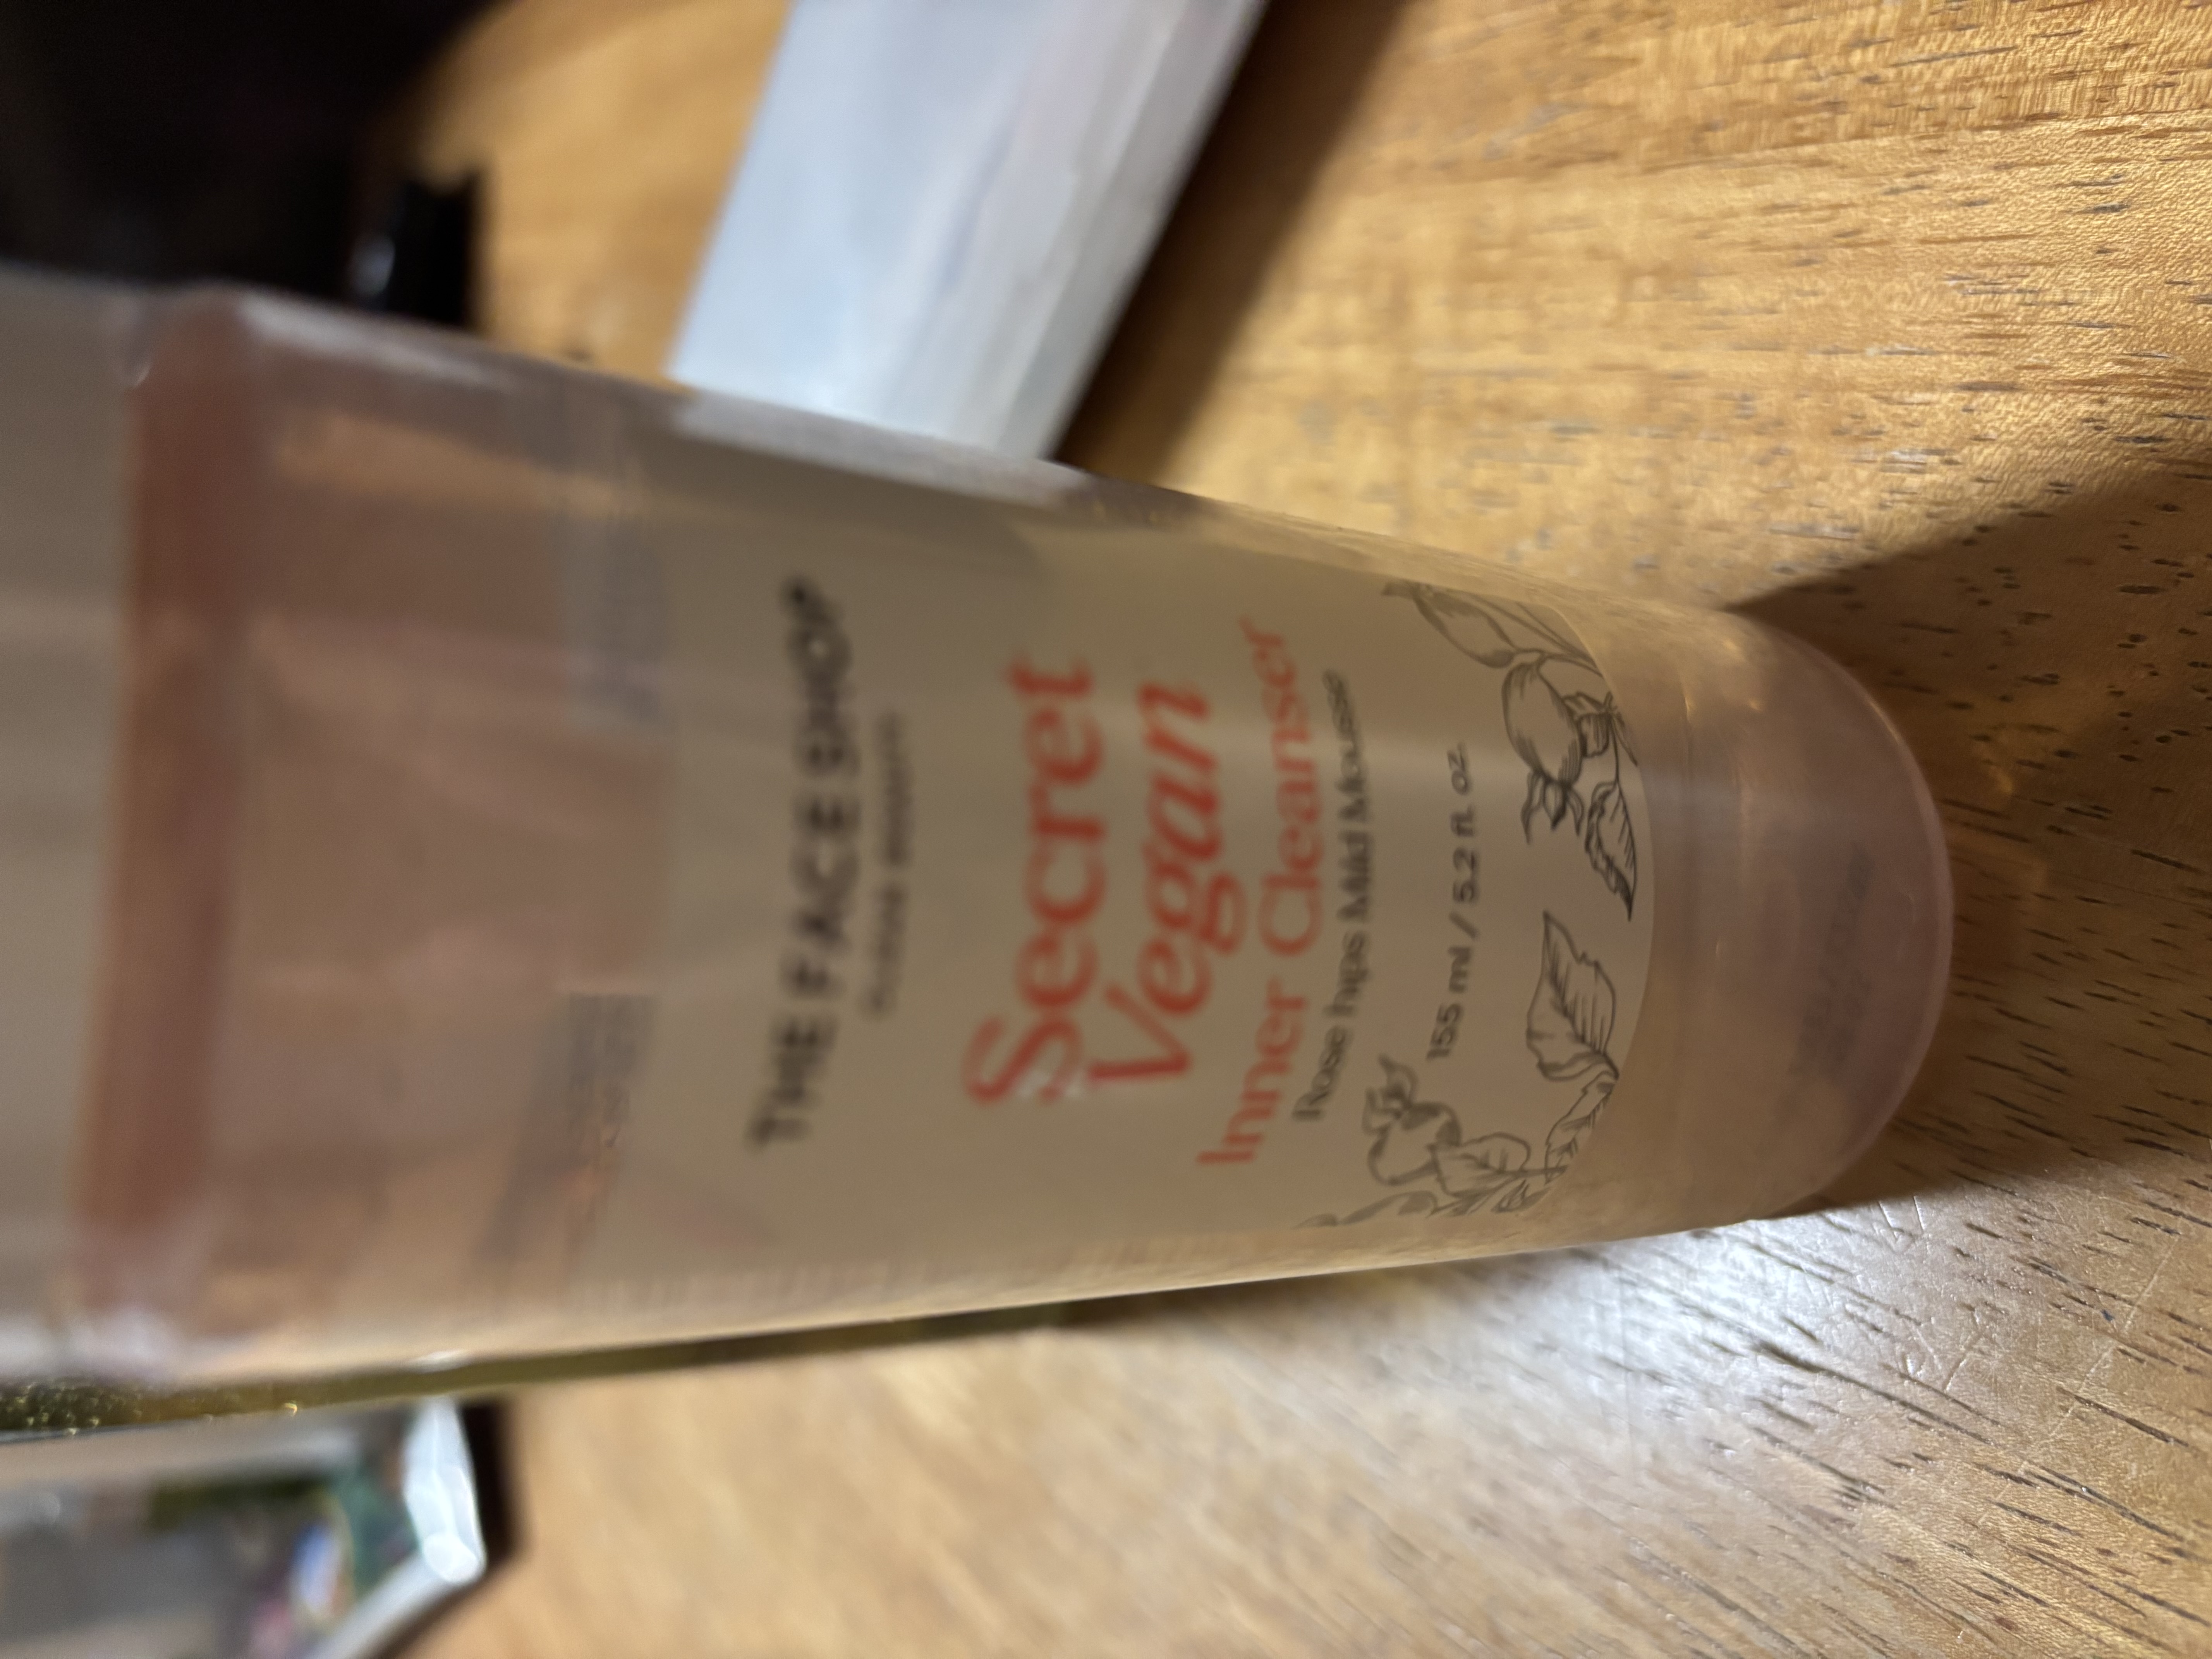 THE FACE SHOP
Secret
Vegan
Inner Cleanser
Rose hips Mild Mousse
155 ml / 5.2 fl. oz.